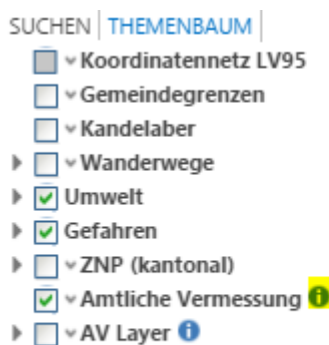 SUCHEN THEMENBAUM
Koordinatennetz LV95
Gemeindegrenzen
Kandelaber
Wanderwege
Umwelt
Gefahren
ZNP (kantonal)
Amtliche Vermessung
AV Layer